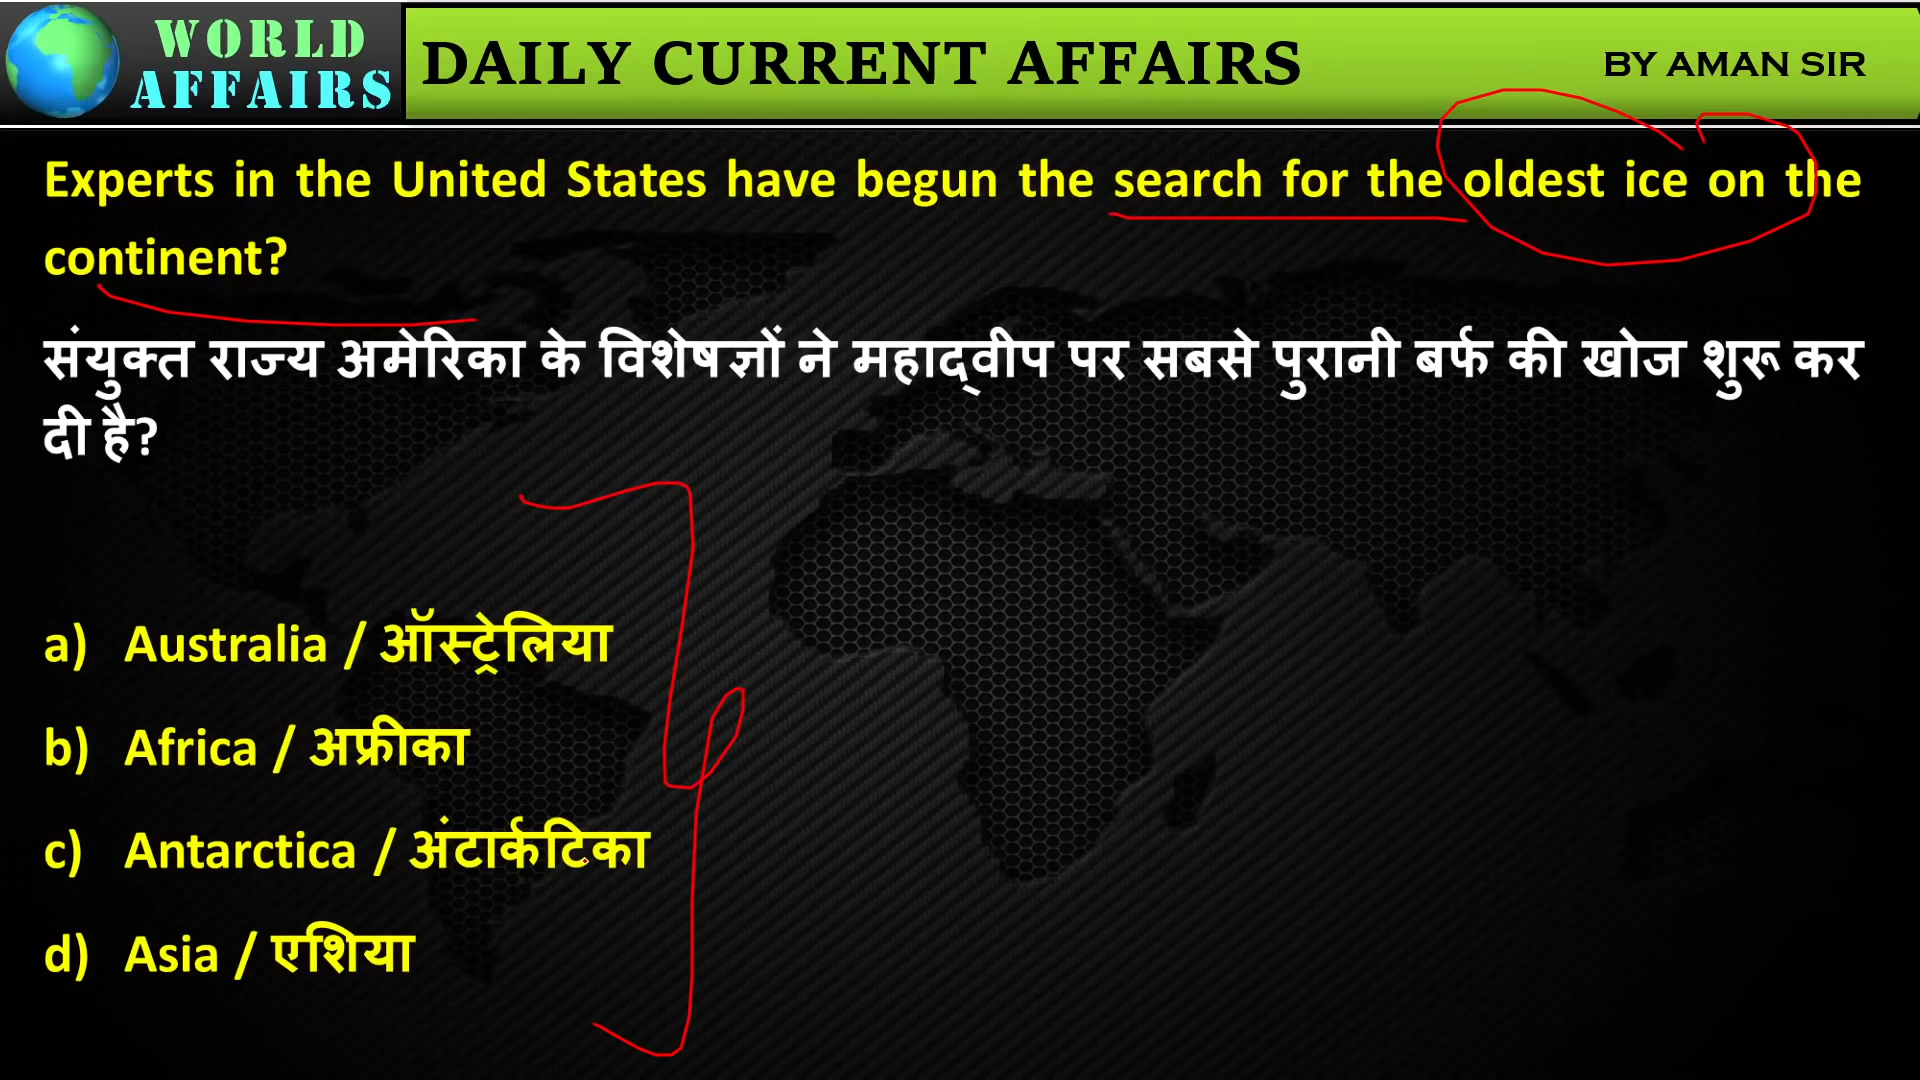 WORLD
AFFAIRS
DAILY CURRENT AFFAIRS
BY AMAN SIR
Experts in the United States have begun the search for the oldest ice on the
continent?
संयुक्त राज्य अमेरिका के विशेषज्ञों ने महाद्वीप पर सबसे पुरानी बर्फ की खोज शुरू कर
दी है?
a) Australia / ऑस्ट्रेलिया
b) Africa / अफ्रीका
c) Antarctica / अंटार्कटिका
d) Asia / एशिया